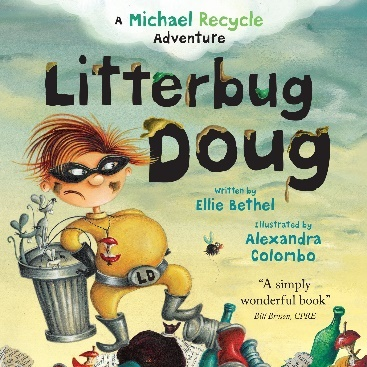 A Michael Recycle
Adventure
Litterbug
Doug
Written by
Ellie Bethel
Illustrated by
Alexandra
Colombo
LD
"A simply
wonderful book"
Bill Bryson, CPRE